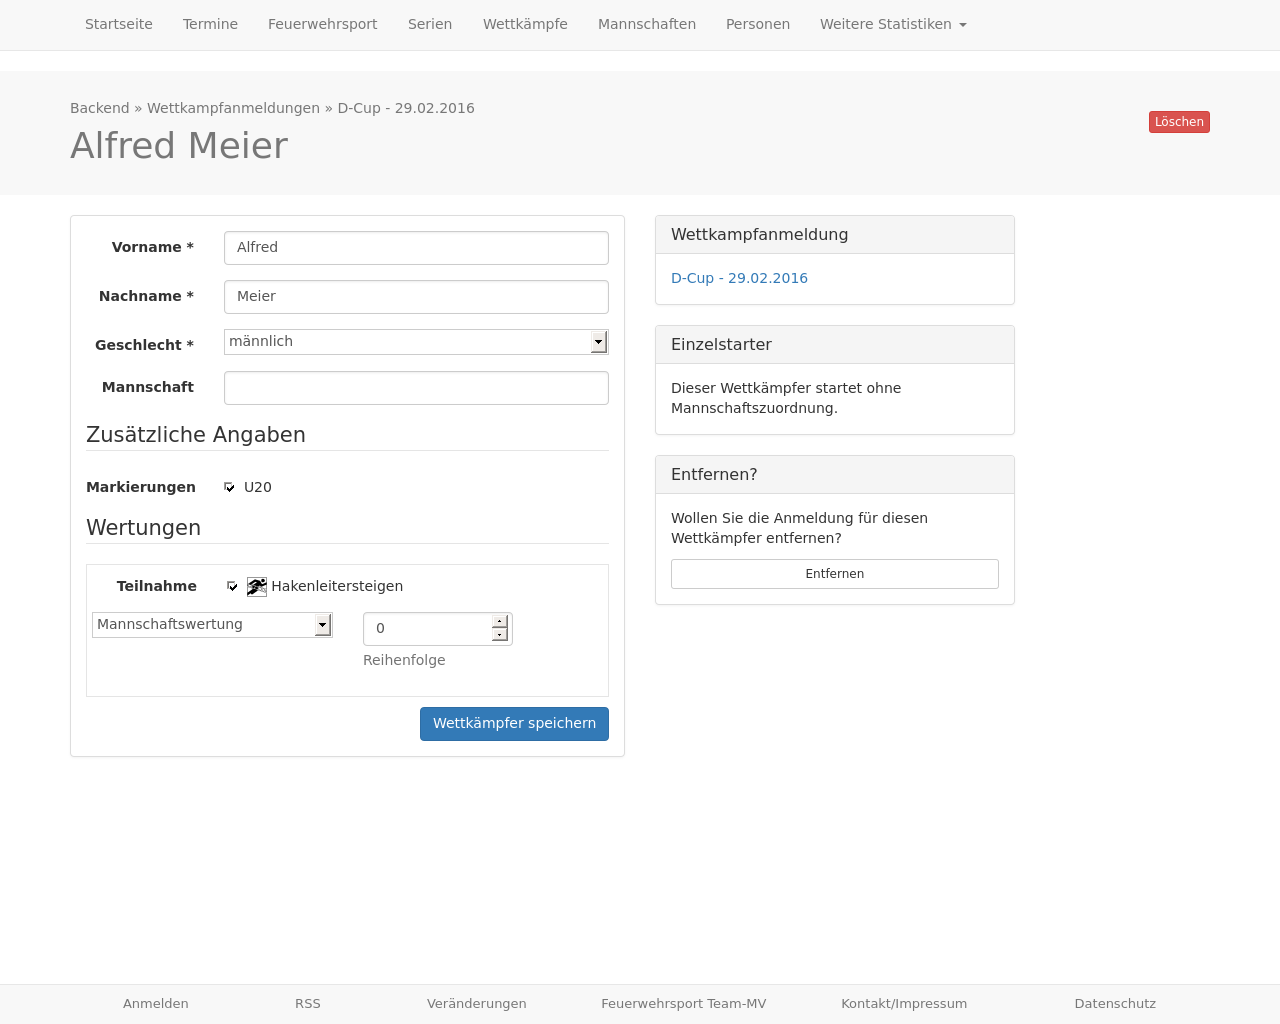 Startseite Termine Feuerwehrsport Serien Wettkämpfe Mannschaften Personen Weitere Statistiken
Backend » Wettkampfanmeldungen » D-Cup - 29.02.2016
Alfred Meier
Löschen
Vorname * Alfred
Nachname * Meier
Geschlecht * männlich
Mannschaft
Zusätzliche Angaben
Markierungen U20
Wertungen
Teilnahme Hakenleitersteigen
Mannschaftswertung 0
Reihenfolge
Wettkämpfer speichern
Wettkampfanmeldung
D-Cup - 29.02.2016
Einzelstarter
Dieser Wettkämpfer startet ohne
Mannschaftszuordnung.
Entfernen?
Wollen Sie die Anmeldung für diesen
Wettkämpfer entfernen?
Entfernen
Anmelden RSS Veränderungen Feuerwehrsport Team-MV Kontakt/Impressum Datenschutz